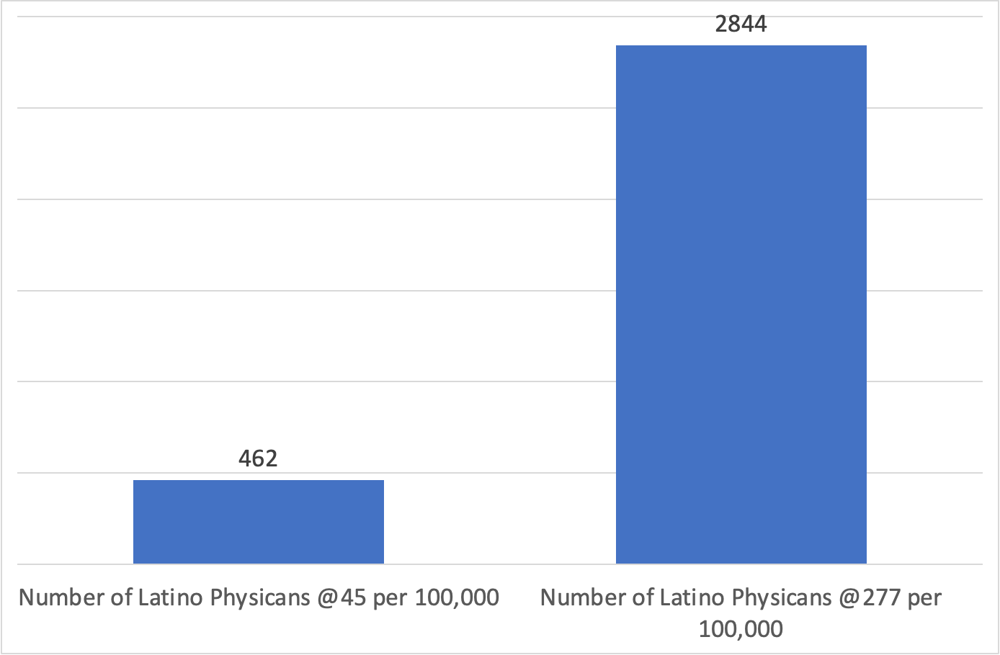 2844
462
Number of Latino Physicans @45 per 100,000
Number of Latino Physicans @277 per
100,000